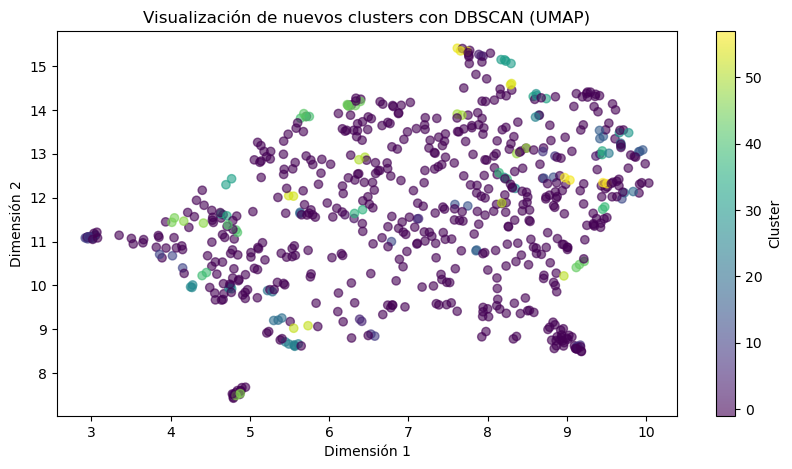 Visualización de nuevos clusters con DBSCAN (UMAP)
15
14
13
12
11
10
9
8
Dimensión 2
3 4 5 6 7 8 9 10
Dimensión 1
50
40
30
20
10
0
Cluster